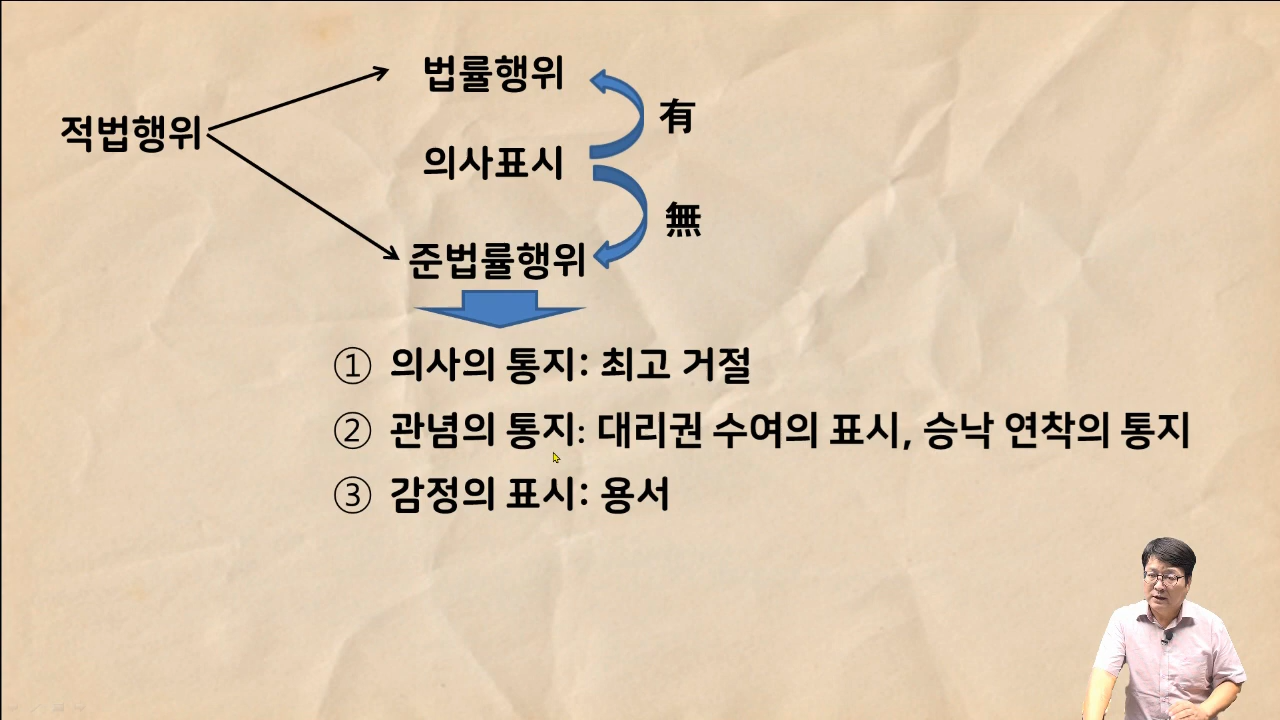 법률행위
有
적법행위
의사표시
無
준법률행위
① 의사의 통지: 최고 거절
② 관념의 통지: 대리권 수여의 표시, 승낙 연착의 통지
③ 감정의 표시: 용서